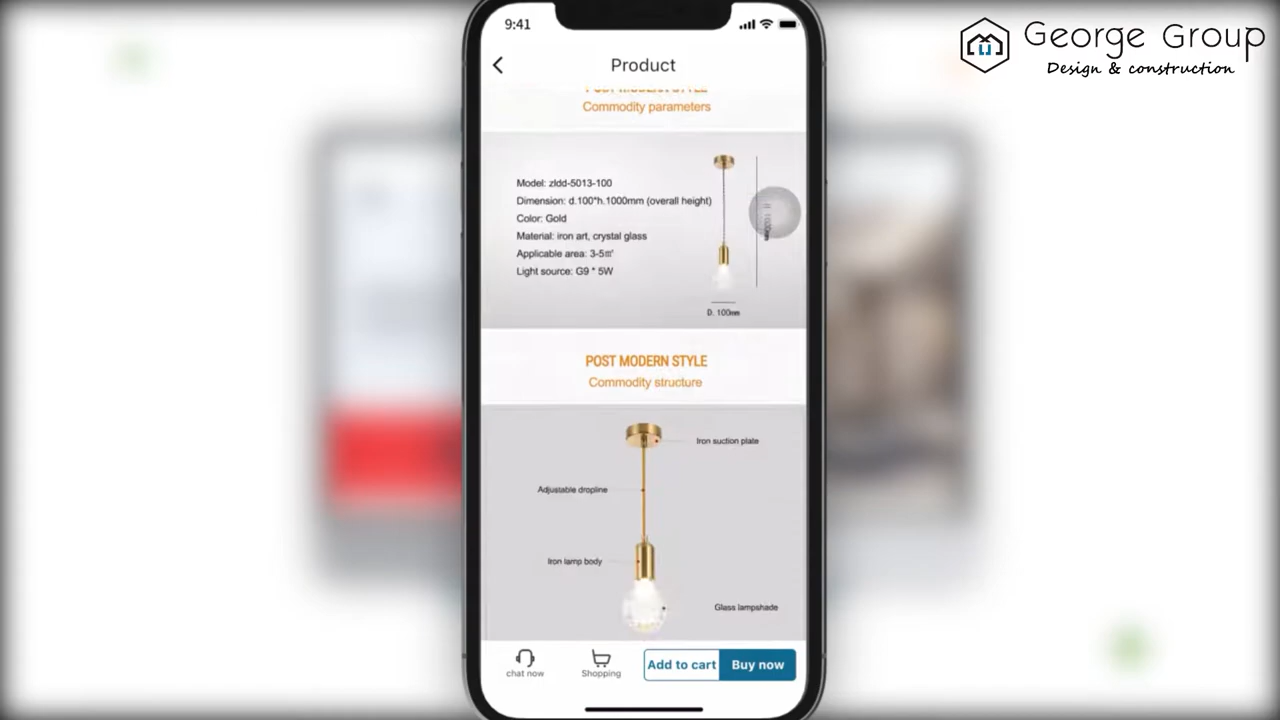 9:41
George Group
Design & construction
Product
POST MODERN STYLE
Commodity parameters
Model: zldd-5013-100
Dimension: d.100*h.1000mm (overall height)
Color: Gold
Material: iron art, crystal glass
Applicable area: 3-5㎡
Light source: G9 * 5W
D. 100mm
POST MODERN STYLE
Commodity structure
Iron suction plate
Adjustable dropline
Iron lamp body
Glass lampshade
chat now
Shopping
Add to cart
Buy now